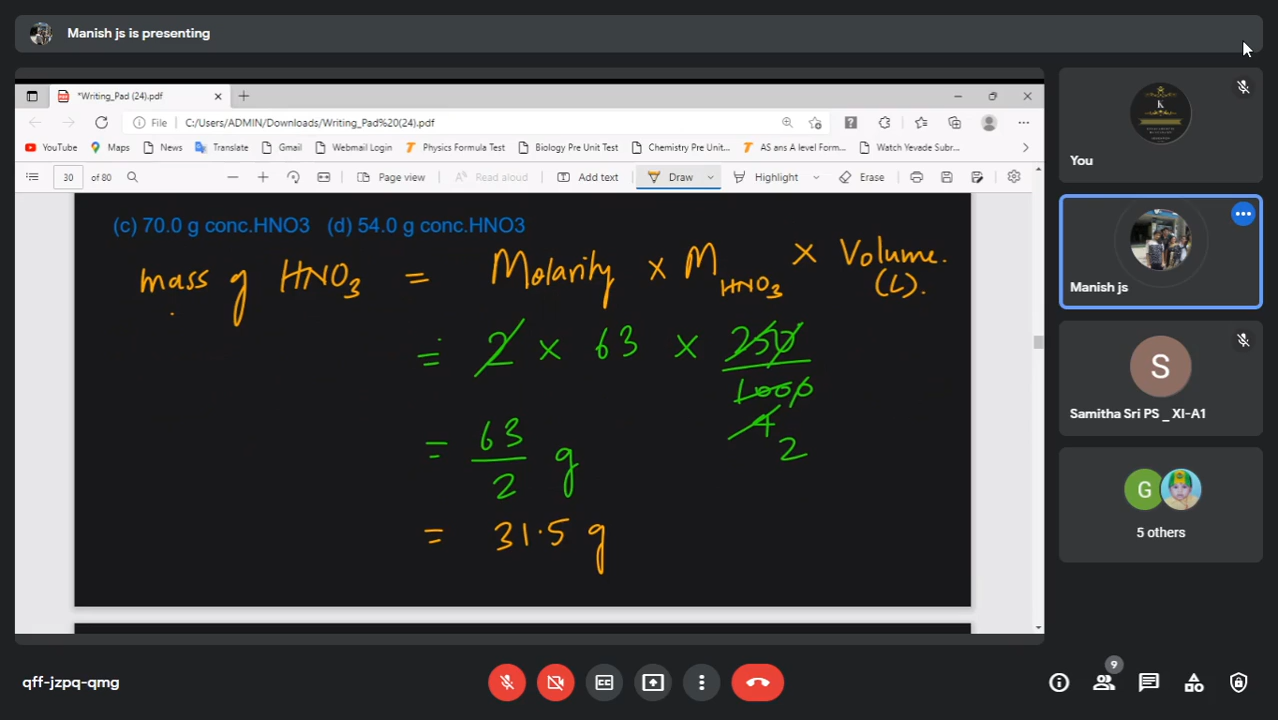 Manish js is presenting
*Writing_Pad (24).pdf
File C:/Users/ADMIN/Downloads/Writing_Pad%20(24).pdf
YouTube Maps News Translate Gmail Webmail Login Physics Formula Test Biology Pre Unit Test Chemistry Pre Unit... AS ans A level Form... Watch Yevade Subr...
30 of 80 Page view Read aloud Add text Draw Highlight Erase
(c) 70.0 g conc.HNO3 (d) 54.0 g conc.HNO3
mass g HNO₃ = Molarity × M HNO₃ × Volume. (L).
= 2 × 63 × 250/1000
4
2
= 63/2 g
= 31.5 g
K
You
Manish js
S
Samitha Sri PS _ XI-A1
G
5 others
qff-jzpq-qmg
CC
9